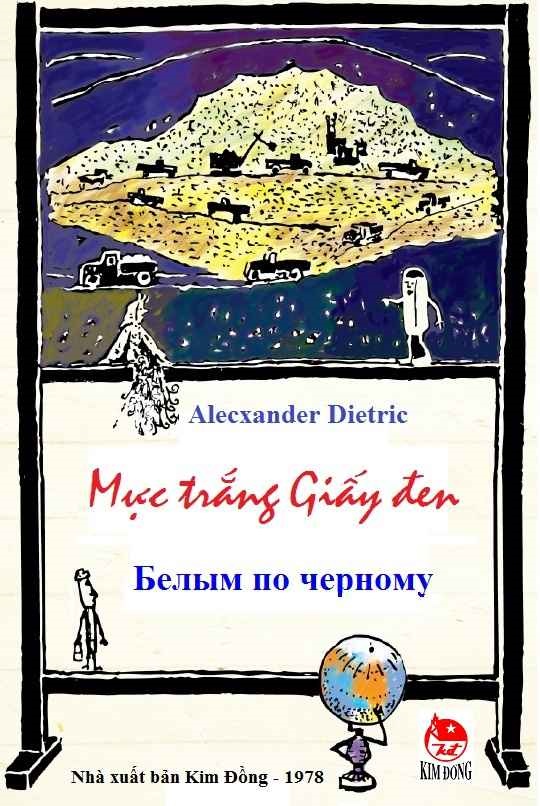 Alecxander Dietric
Mực trắng Giấy đen
Белым по черному
Nhà xuất bản Kim Đồng - 1978
KIM ĐỒNG